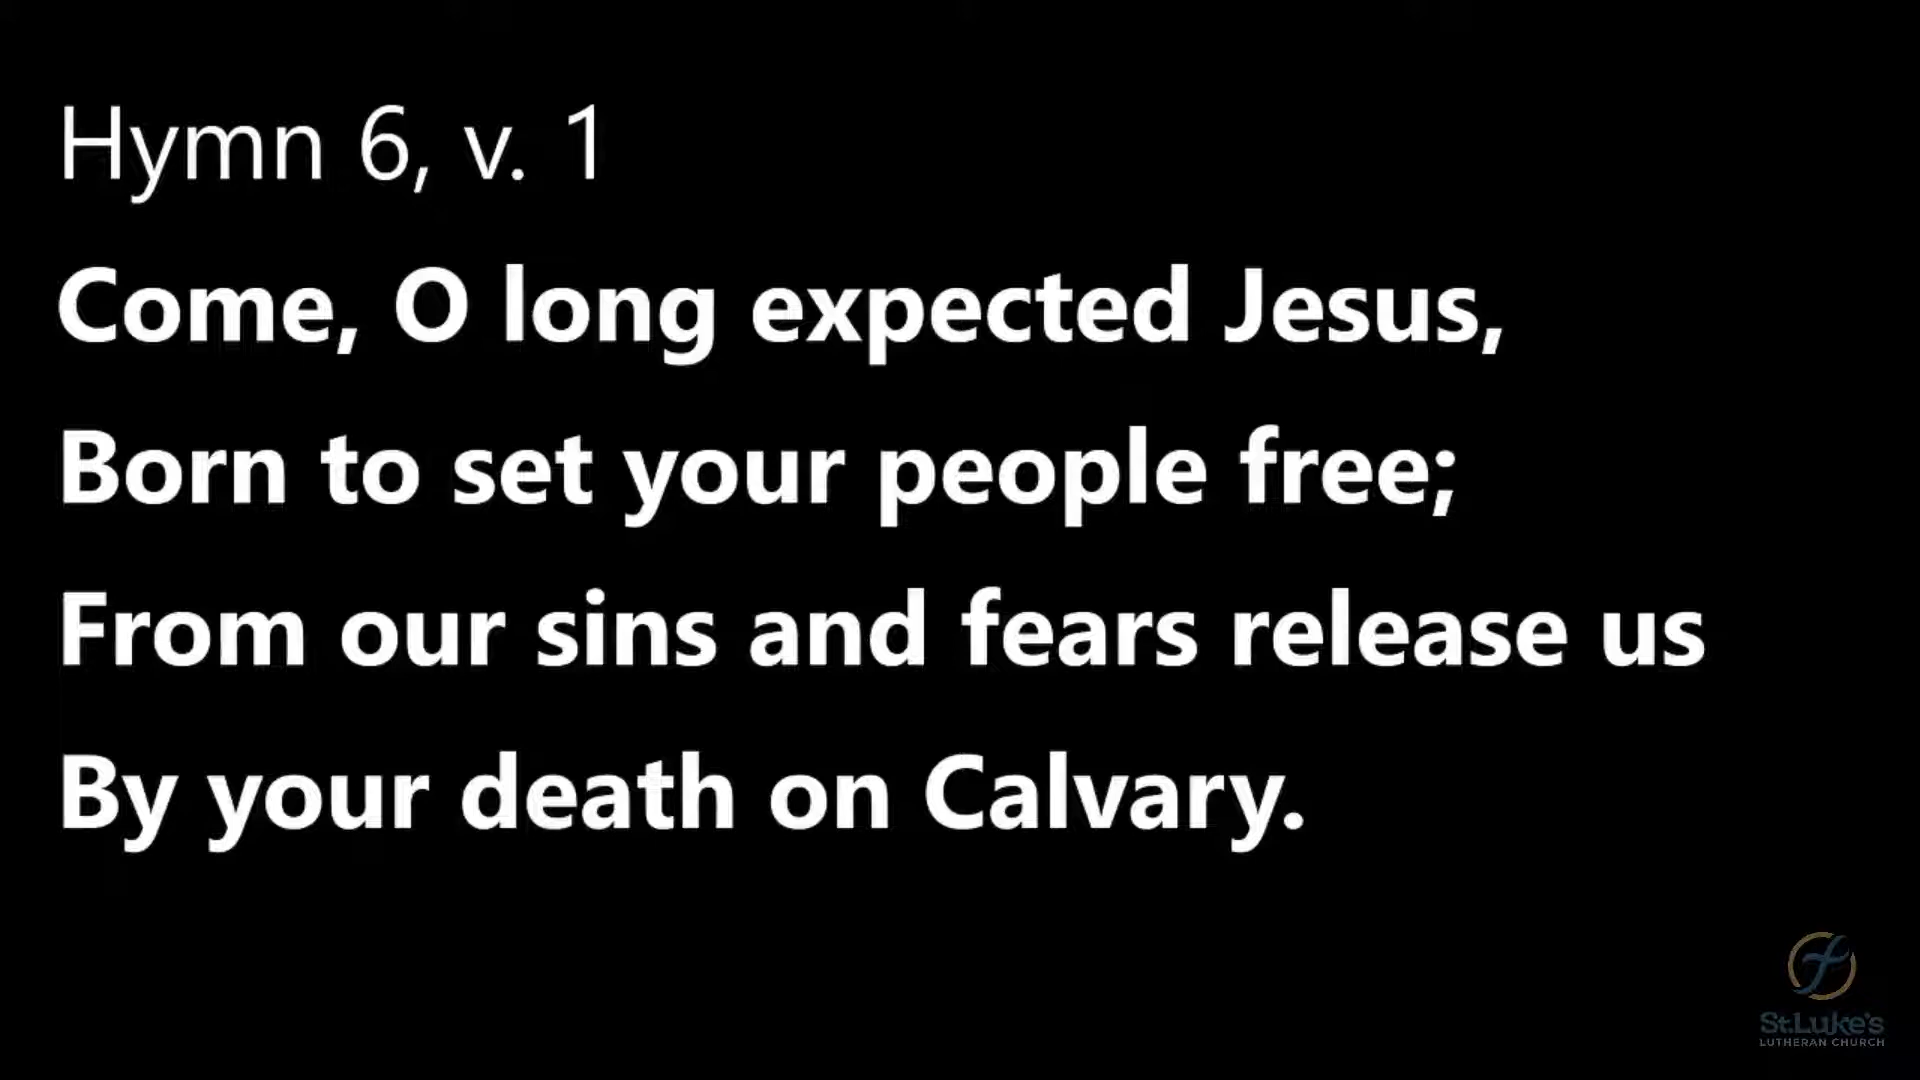 Hymn 6, v. 1
Come, O long expected Jesus,
Born to set your people free;
From our sins and fears release us
By your death on Calvary.
St.Luke's
LUTHERAN CHURCH